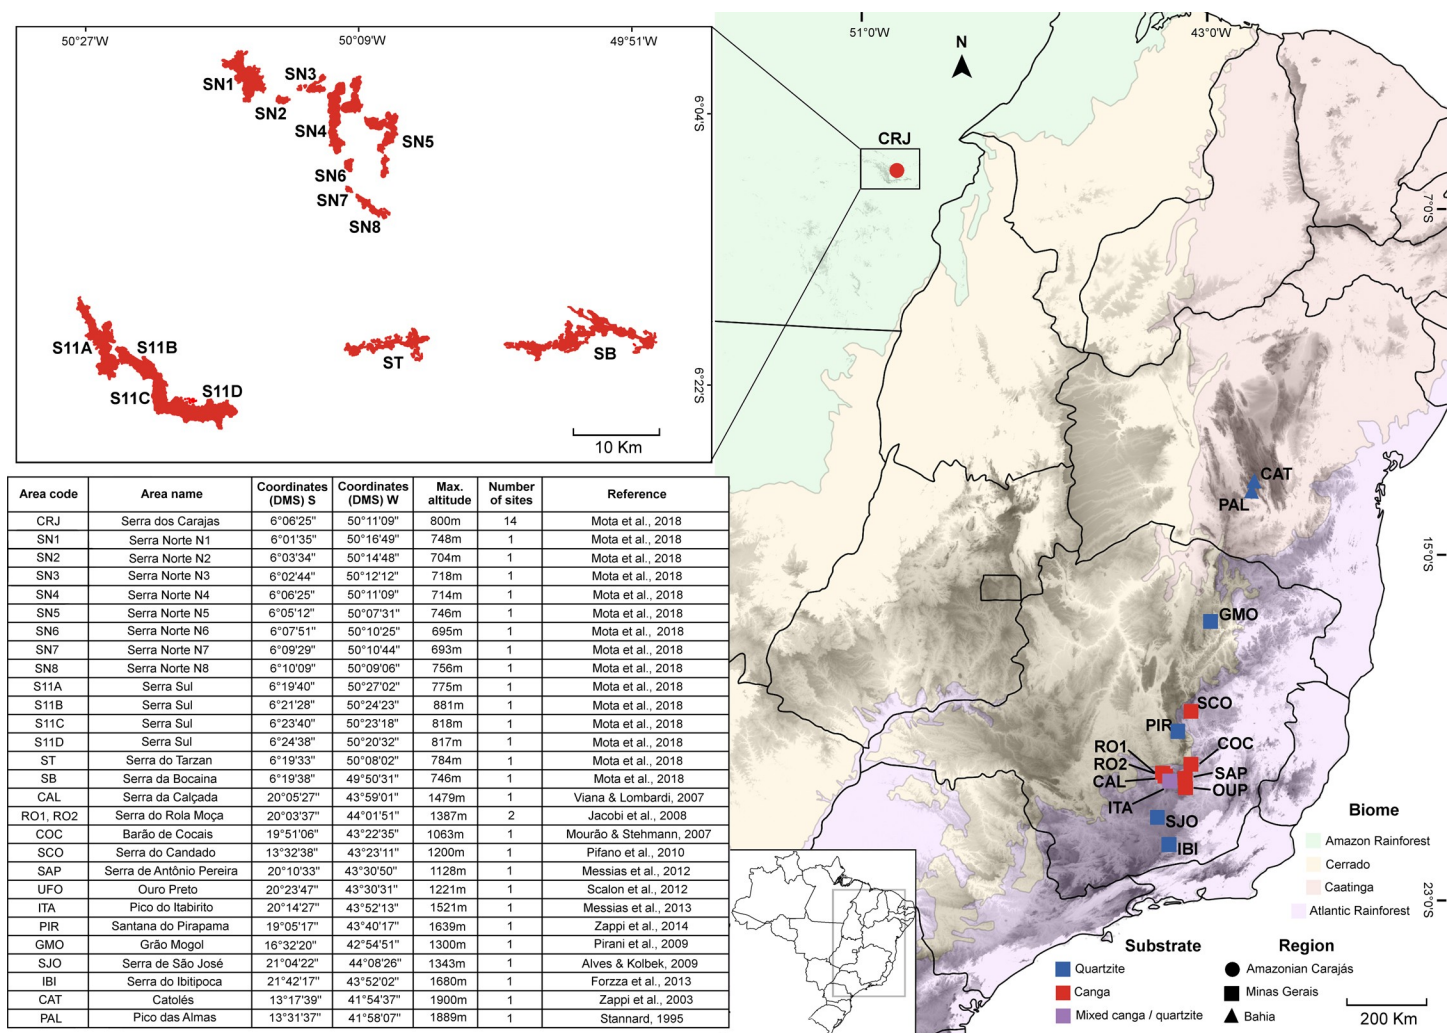 50°27'W 50°09'W 49°51'W
51°0'W 43°0'W
N
SN1
SN2
SN3
SN4
SN5
SN6
SN7
SN8
6°04'S
S11A
S11B
S11C
S11D
ST
SB
6°22'S
10 Km
CRJ
7°0'S
CAT
PAL
15°0'S
GMO
SCO
PIR
RO1
RO2
CAL
COC
SAP
OUP
ITA
SJO
IBI
23°0'S
Area code Area name Coordinates (DMS) S Coordinates (DMS) W Max. altitude Number of sites Reference
CRJ Serra dos Carajas 6°06'25" 50°11'09" 800m 14 Mota et al., 2018
SN1 Serra Norte N1 6°01'35" 50°16'49" 748m 1 Mota et al., 2018
SN2 Serra Norte N2 6°03'34" 50°14'48" 704m 1 Mota et al., 2018
SN3 Serra Norte N3 6°02'44" 50°12'12" 718m 1 Mota et al., 2018
SN4 Serra Norte N4 6°06'25" 50°11'09" 714m 1 Mota et al., 2018
SN5 Serra Norte N5 6°05'12" 50°07'31" 746m 1 Mota et al., 2018
SN6 Serra Norte N6 6°07'51" 50°10'25" 695m 1 Mota et al., 2018
SN7 Serra Norte N7 6°09'29" 50°10'44" 693m 1 Mota et al., 2018
SN8 Serra Norte N8 6°10'09" 50°09'06" 756m 1 Mota et al., 2018
S11A Serra Sul 6°19'40" 50°27'02" 775m 1 Mota et al., 2018
S11B Serra Sul 6°21'28" 50°24'23" 881m 1 Mota et al., 2018
S11C Serra Sul 6°23'40" 50°23'18" 818m 1 Mota et al., 2018
S11D Serra Sul 6°24'38" 50°20'32" 817m 1 Mota et al., 2018
ST Serra do Tarzan 6°19'33" 50°08'02" 784m 1 Mota et al., 2018
SB Serra da Bocaina 6°19'38" 49°50'31" 746m 1 Mota et al., 2018
CAL Serra da Calçada 20°05'27" 43°59'01" 1479m 1 Viana & Lombardi, 2007
RO1, RO2 Serra do Rola Moça 20°03'37" 44°01'51" 1387m 2 Jacobi et al., 2008
COC Barão de Cocais 19°51'06" 43°22'35" 1063m 1 Mourão & Stehmann, 2007
SCO Serra do Candado 13°32'38" 43°23'11" 1200m 1 Pifano et al., 2010
SAP Serra de Antônio Pereira 20°10'33" 43°30'50" 1128m 1 Messias et al., 2012
UFO Ouro Preto 20°23'47" 43°30'31" 1221m 1 Scalon et al., 2012
ITA Pico do Itabirito 20°14'27" 43°52'13" 1521m 1 Messias et al., 2013
PIR Santana do Pirapama 19°05'17" 43°40'17" 1639m 1 Zappi et al., 2014
GMO Grão Mogol 16°32'20" 42°54'51" 1300m 1 Pirani et al., 2009
SJO Serra de São José 21°04'22" 44°08'26" 1343m 1 Alves & Kolbek, 2009
IBI Serra do Ibitipoca 21°42'17" 43°52'02" 1680m 1 Forzza et al., 2013
CAT Catolés 13°17'39" 41°54'37" 1900m 1 Zappi et al., 2003
PAL Pico das Almas 13°31'37" 41°58'07" 1889m 1 Stannard, 1995
Biome
Amazon Rainforest
Cerrado
Caatinga
Atlantic Rainforest
Substrate
Quartzite
Canga
Mixed canga / quartzite
Region
Amazonian Carajás
Minas Gerais
Bahia
200 Km